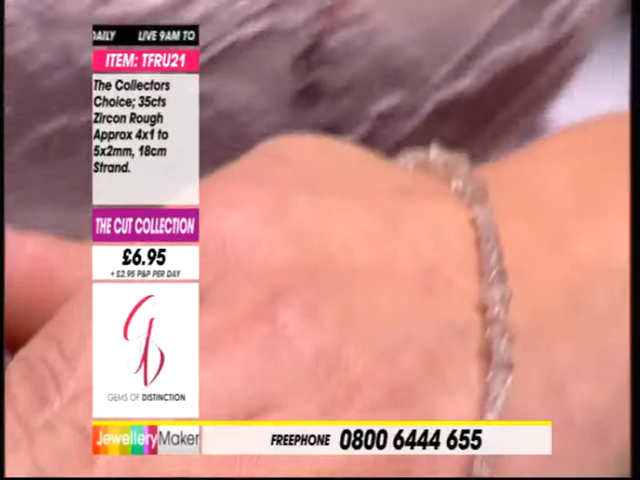 DAILY LIVE 9AM TO
ITEM: TFRU21
The Collectors
Choice; 35cts
Zircon Rough
Approx 4x1 to
5x2mm, 18cm
Strand.
THE CUT COLLECTION
£6.95
+ £2.95 P&P PER DAY
GEMS OF DISTINCTION
JewelleryMaker
FREEPHONE 0800 6444 655